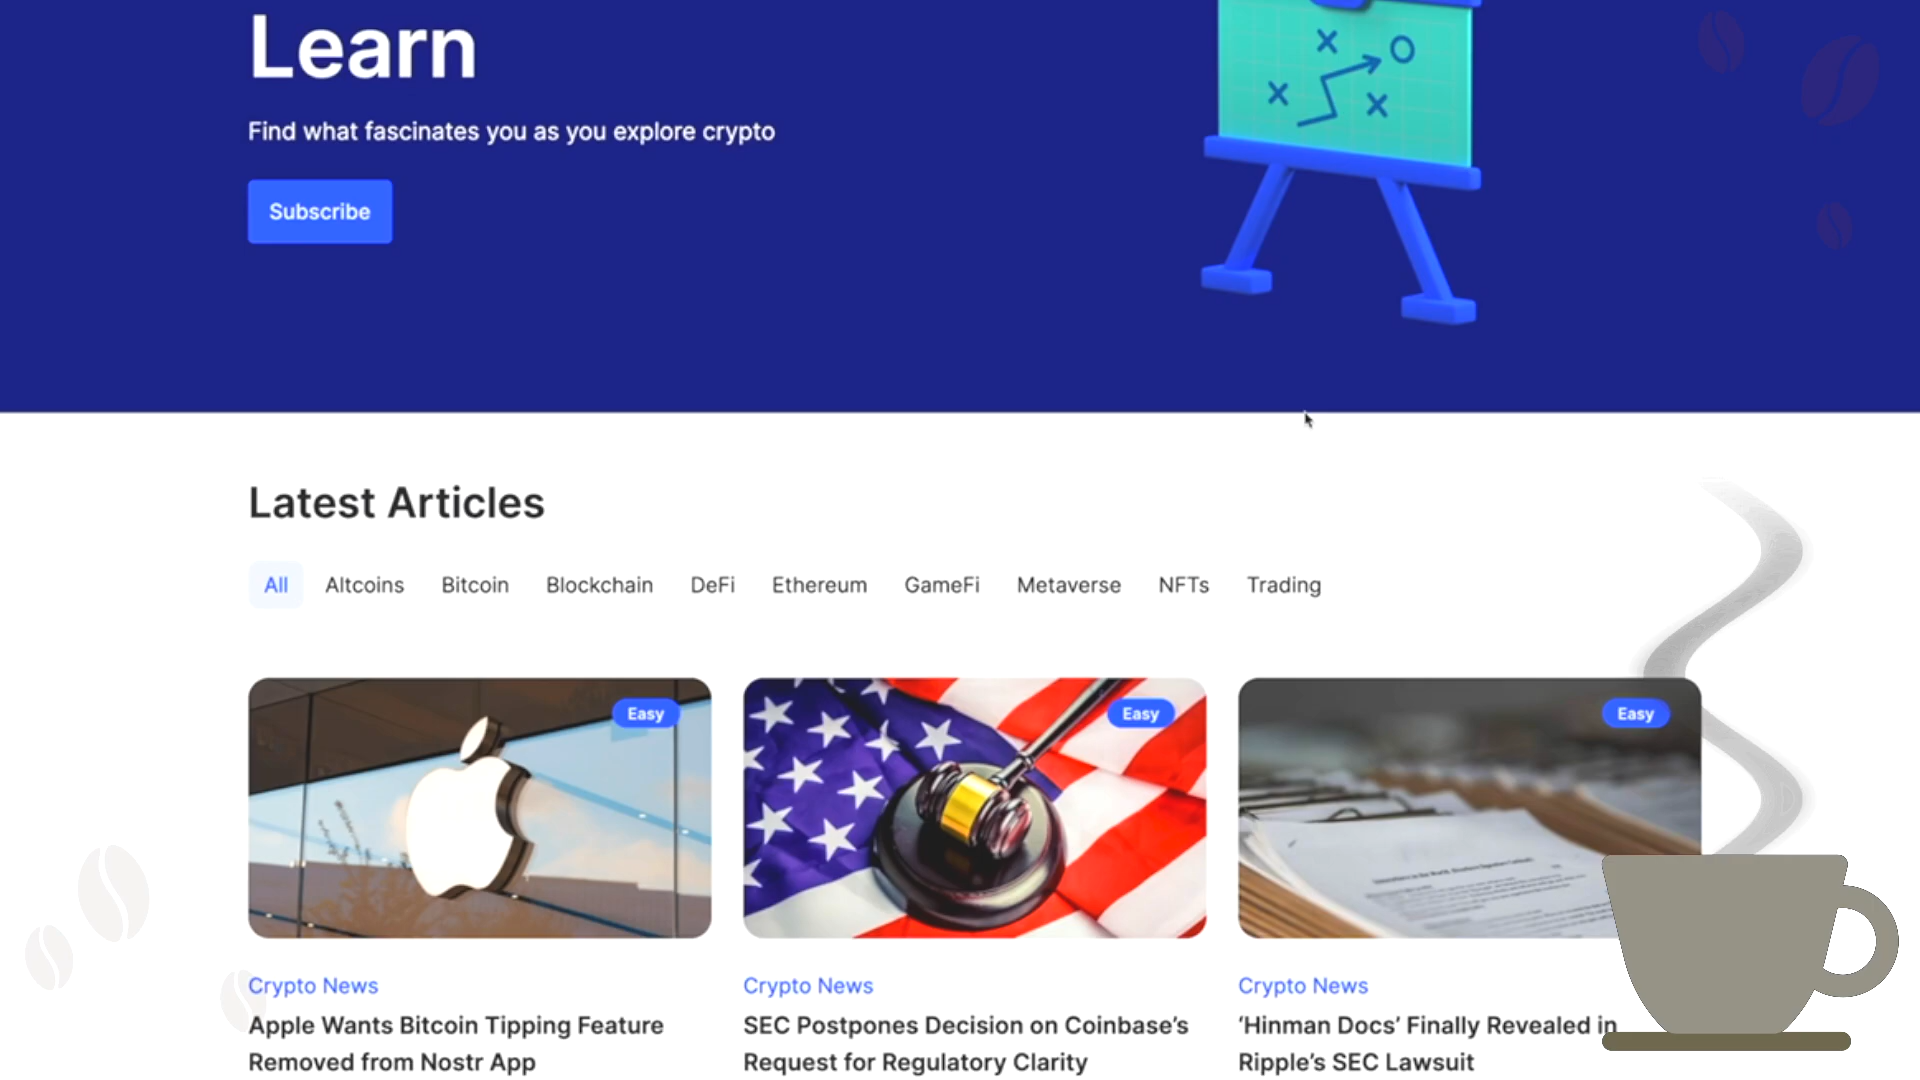 Learn
Find what fascinates you as you explore crypto
Subscribe
Latest Articles
All Altcoins Bitcoin Blockchain DeFi Ethereum GameFi Metaverse NFTs Trading
Easy Easy Easy
Crypto News
Apple Wants Bitcoin Tipping Feature
Removed from Nostr App
Crypto News
SEC Postpones Decision on Coinbase’s
Request for Regulatory Clarity
Crypto News
‘Hinman Docs’ Finally Revealed in
Ripple’s SEC Lawsuit